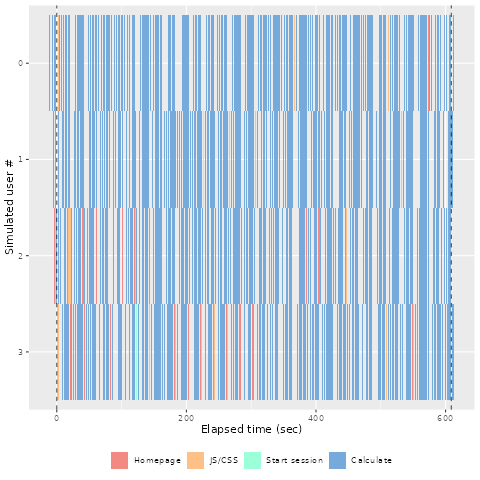 0
1
2
3
Simulated user #
0 200 400 600
Elapsed time (sec)
Homepage JS/CSS Start session Calculate